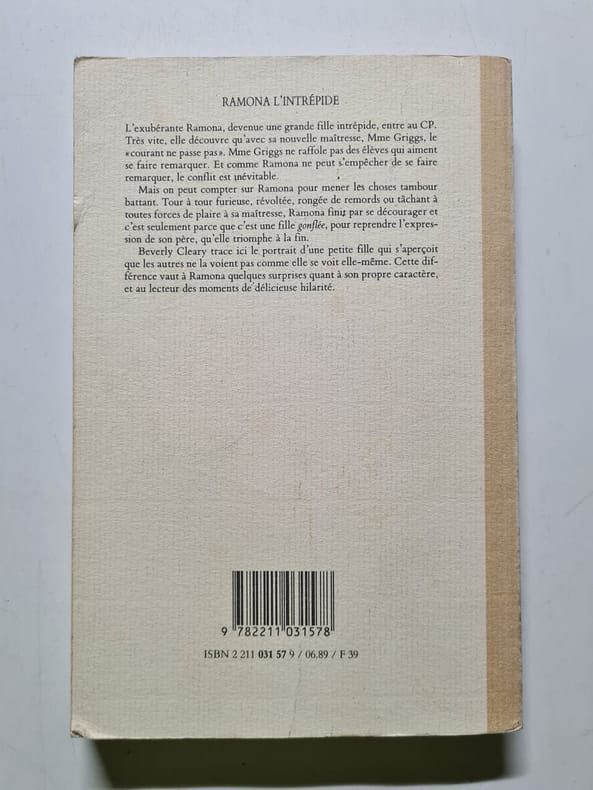 RAMONA L'INTRÉPIDE
L'exubérante Ramona, devenue une grande fille intrépide, entre au CP.
Très vite, elle découvre qu'avec sa nouvelle maîtresse, Mme Griggs, le
«courant ne passe pas». Mme Griggs ne raffole pas des élèves qui aiment
se faire remarquer. Et comme Ramona ne peut s'empêcher de se faire
remarquer, le conflit est inévitable.
Mais on peut compter sur Ramona pour mener les choses tambour
battant. Tour à tour furieuse, révoltée, rongée de remords ou tâchant à
toutes forces de plaire à sa maîtresse, Ramona finit par se décourager et
c'est seulement parce que c'est une fille gonflée, pour reprendre l'expres-
sion de son père, qu'elle triomphe à la fin.
Beverly Cleary trace ici le portrait d'une petite fille qui s'aperçoit
que les autres ne la voient pas comme elle se voit elle-même. Cette dif-
férence vaut à Ramona quelques surprises quant à son propre caractère,
et au lecteur des moments de délicieuse hilarité.
9 782211 031578
ISBN 2 211 031 57 9 / 06.89 / F 39